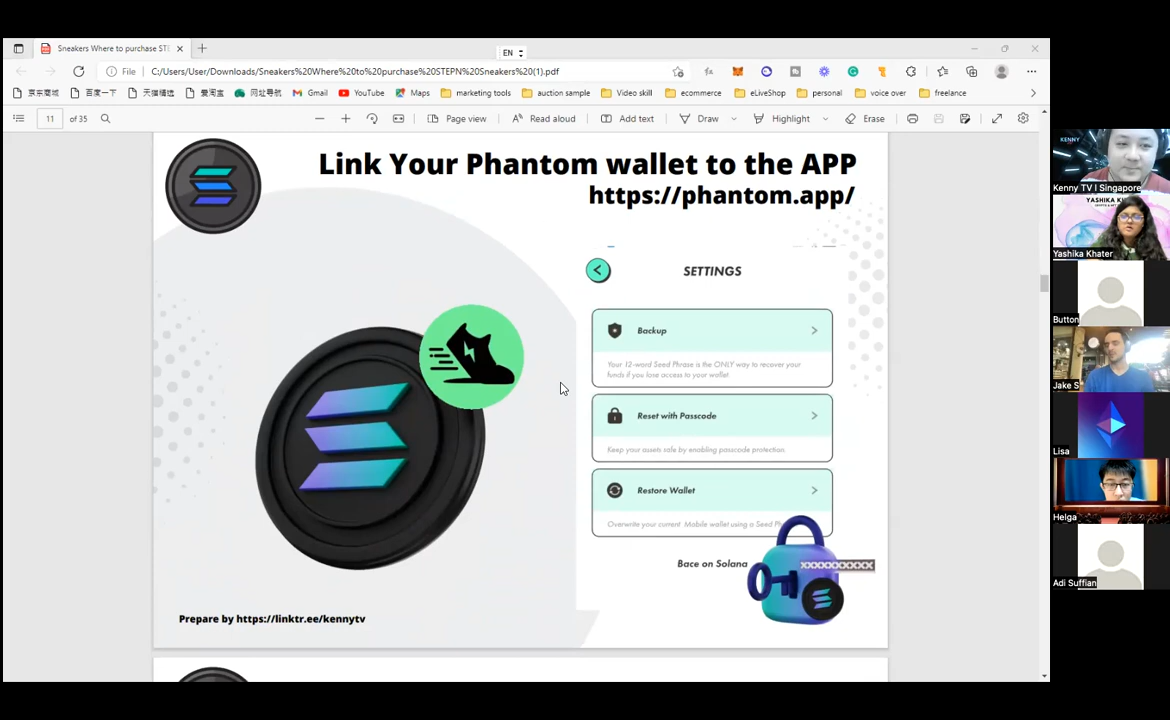 Sneakers Where to purchase STE
EN
File
C:/Users/User/Downloads/Sneakers%20Where%20to%20purchase%20STEPN%20Sneakers%20(1).pdf
京东商城
百度一下
天猫精选
爱淘宝
网址导航
Gmail
YouTube
Maps
marketing tools
auction sample
Video skill
ecommerce
eLiveShop
personal
voice over
freelance
11 of 35
Page view
Read aloud
Add text
Draw
Highlight
Erase
Link Your Phantom wallet to the APP
https://phantom.app/
SETTINGS
Backup
Your 12-word Seed Phrase is the ONLY way to recover your
funds if you lose access to your wallet.
Reset with Passcode
Keep your assets safe by enabling passcode protection.
Restore Wallet
Overwrite your current Mobile wallet using a Seed Ph
Bace on Solana
XXXXXXXXXXX
Prepare by https://linktr.ee/kennytv
KENNY
Kenny TV I Singapore
YASHIKA KH
Yashika Khater
Button
Jake S
Lisa
Helga
Adi Suffian